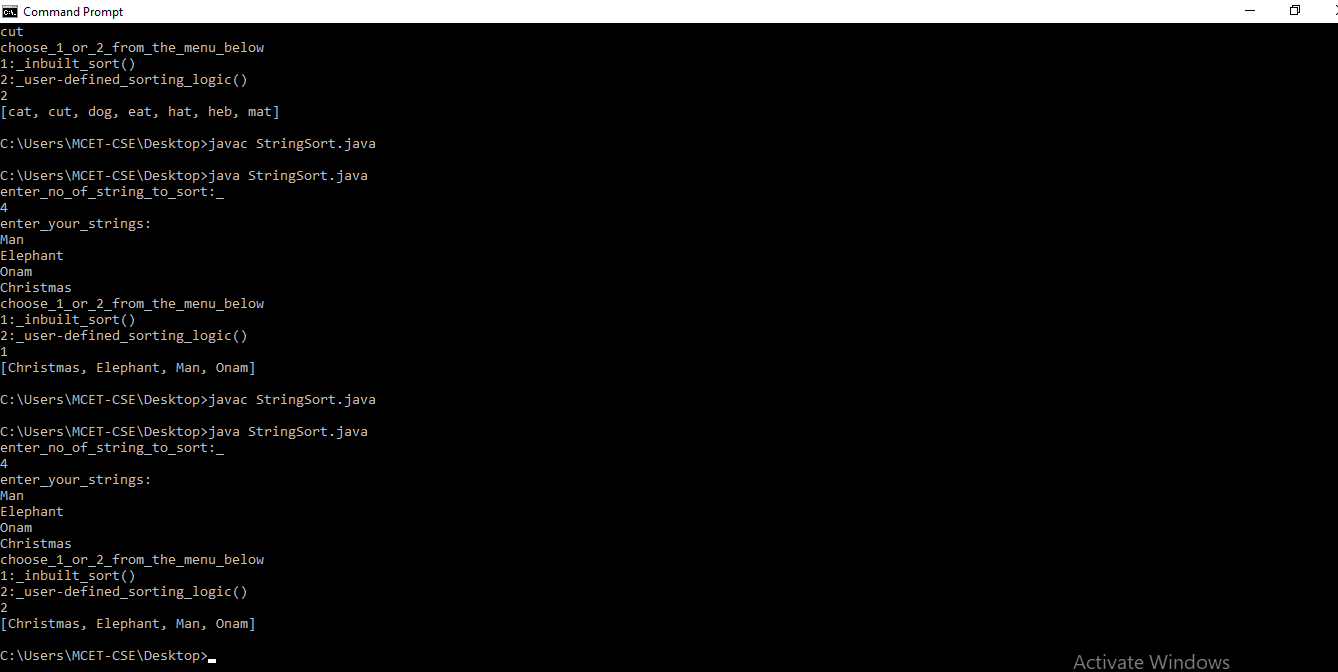 Command Prompt
cut
choose_1_or_2_from_the_menu_below
1:_inbuilt_sort()
2:_user-defined_sorting_logic()
2
[cat, cut, dog, eat, hat, heb, mat]
C:\Users\MCET-CSE\Desktop>javac StringSort.java
C:\Users\MCET-CSE\Desktop>java StringSort.java
enter_no_of_string_to_sort:_
4
enter_your_strings:
Man
Elephant
Onam
Christmas
choose_1_or_2_from_the_menu_below
1:_inbuilt_sort()
2:_user-defined_sorting_logic()
1
[Christmas, Elephant, Man, Onam]
C:\Users\MCET-CSE\Desktop>javac StringSort.java
C:\Users\MCET-CSE\Desktop>java StringSort.java
enter_no_of_string_to_sort:_
4
enter_your_strings:
Man
Elephant
Onam
Christmas
choose_1_or_2_from_the_menu_below
1:_inbuilt_sort()
2:_user-defined_sorting_logic()
2
[Christmas, Elephant, Man, Onam]
C:\Users\MCET-CSE\Desktop>
Activate Windows